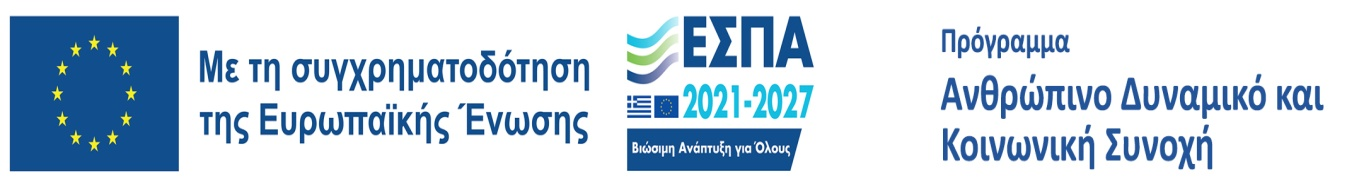 Με τη συγχρηματοδότηση
της Ευρωπαϊκής Ένωσης
ΕΣΠΑ
2021-2027
Βιώσιμη Ανάπτυξη για Όλους
Πρόγραμμα
Ανθρώπινο Δυναμικό και
Κοινωνική Συνοχή